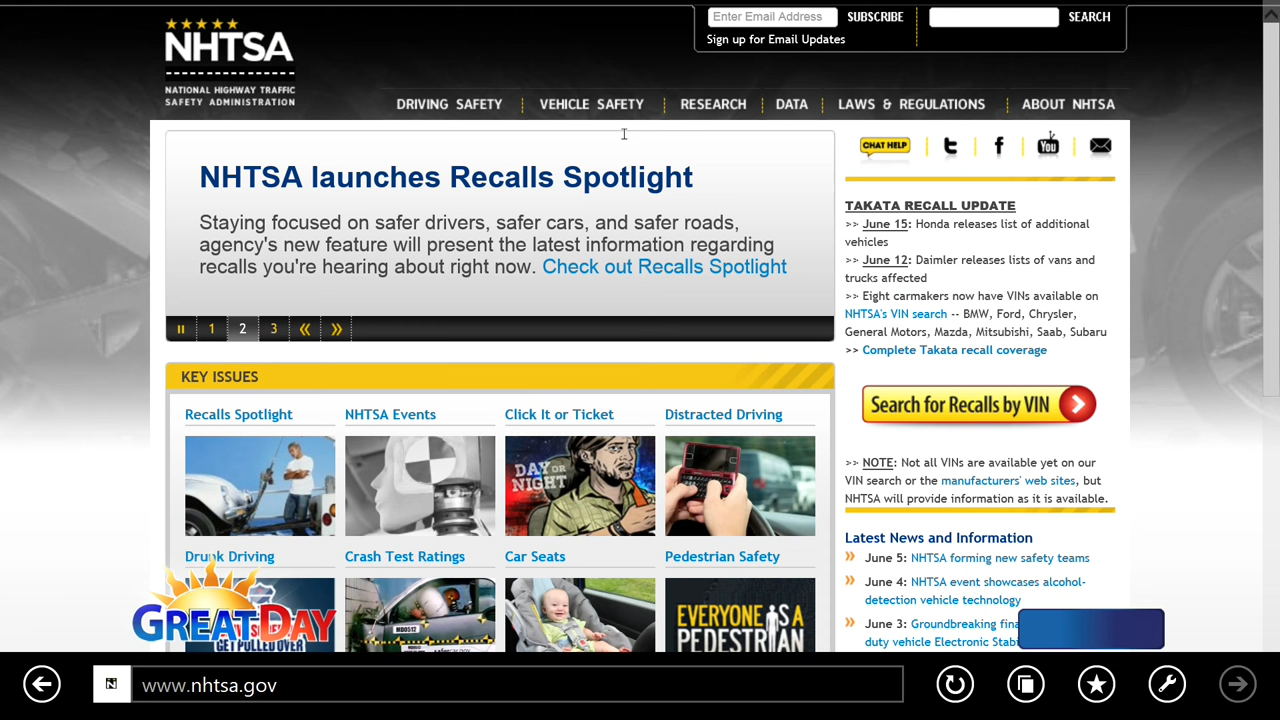 Enter Email Address SUBSCRIBE SEARCH
Sign up for Email Updates
NHTSA
NATIONAL HIGHWAY TRAFFIC
SAFETY ADMINISTRATION
DRIVING SAFETY VEHICLE SAFETY RESEARCH DATA LAWS & REGULATIONS ABOUT NHTSA
NHTSA launches Recalls Spotlight
Staying focused on safer drivers, safer cars, and safer roads,
agency's new feature will present the latest information regarding
recalls you're hearing about right now. Check out Recalls Spotlight
1 2 3
CHAT HELP
You
TAKATA RECALL UPDATE
>> June 15: Honda releases list of additional
vehicles
>> June 12: Daimler releases lists of vans and
trucks affected
>> Eight carmakers now have VINs available on
NHTSA's VIN search -- BMW, Ford, Chrysler,
General Motors, Mazda, Mitsubishi, Saab, Subaru
>> Complete Takata recall coverage
Search for Recalls by VIN
>> NOTE: Not all VINs are available yet on our
VIN search or the manufacturers' web sites, but
NHTSA will provide information as it is available.
Latest News and Information
June 5: NHTSA forming new safety teams
June 4: NHTSA event showcases alcohol-
detection vehicle technology
June 3: Groundbreaking
duty vehicle Electronic
KEY ISSUES
Recalls Spotlight NHTSA Events Click It or Ticket Distracted Driving
DAY OR
NIGHT
Drunk Driving Crash Test Ratings Car Seats Pedestrian Safety
GREAT DAY
GET PULLED OVER
EVERYONE IS A
PEDESTRIAN
www.nhtsa.gov